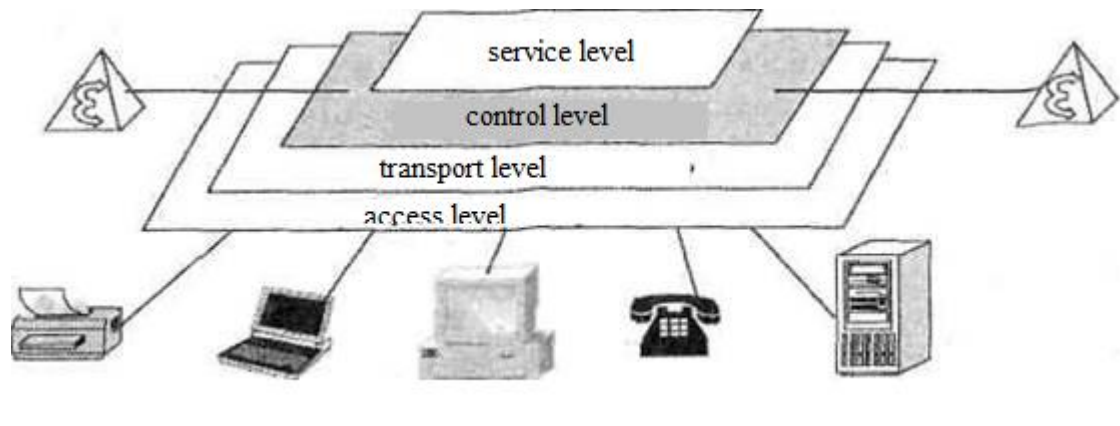 service level
control level
transport level
access level